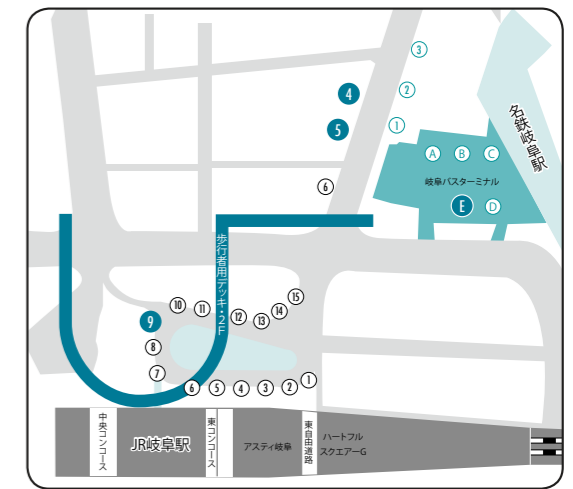 3
2
4
1
5
6
名鉄岐阜駅
A
B
C
岐阜バスターミナル
E
D
歩行者用デッキ・2F
15
10
11
14
12
13
9
8
7
6
5
4
3
2
1
中央コンコース
JR岐阜駅
東コンコース
アスティ岐阜
東自由通路
ハートフル
スクエアーG